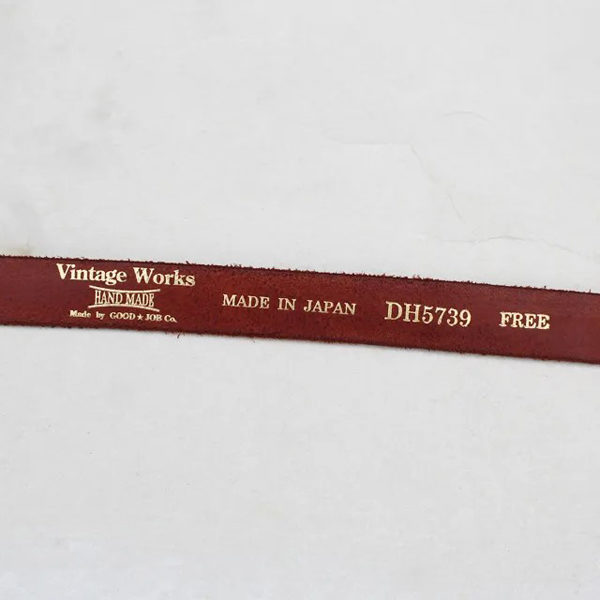 Vintage Works
HAND MADE
Made by GOOD ★ JOB Co.
MADE IN JAPAN
DH5739
FREE